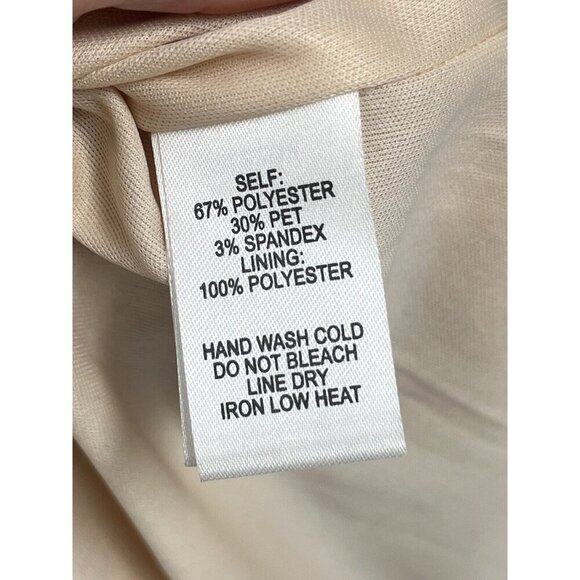 SELF:
67% POLYESTER
30% PET
3% SPANDEX
LINING:
100% POLYESTER
HAND WASH COLD
DO NOT BLEACH
LINE DRY
IRON LOW HEAT